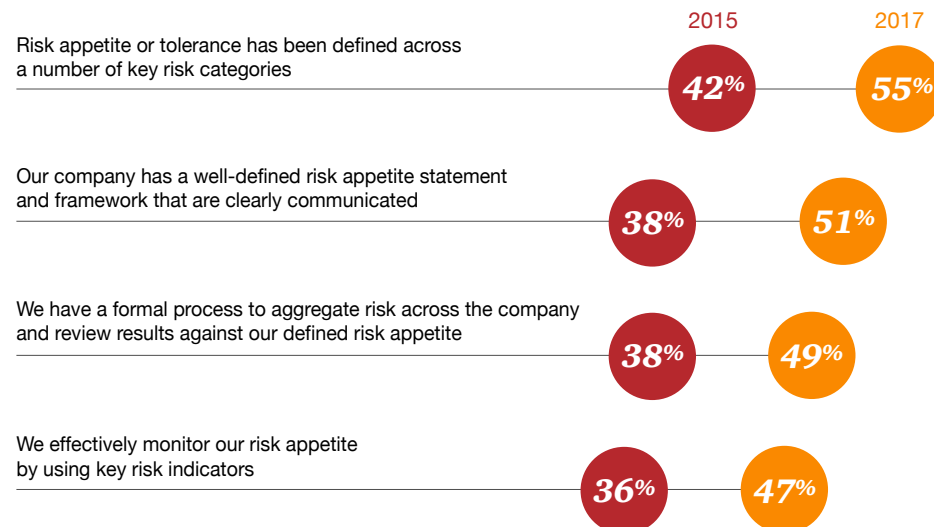 2015 2017
Risk appetite or tolerance has been defined across
a number of key risk categories
42% 55%
Our company has a well-defined risk appetite statement
and framework that are clearly communicated
38% 51%
We have a formal process to aggregate risk across the company
and review results against our defined risk appetite
38% 49%
We effectively monitor our risk appetite
by using key risk indicators
36% 47%